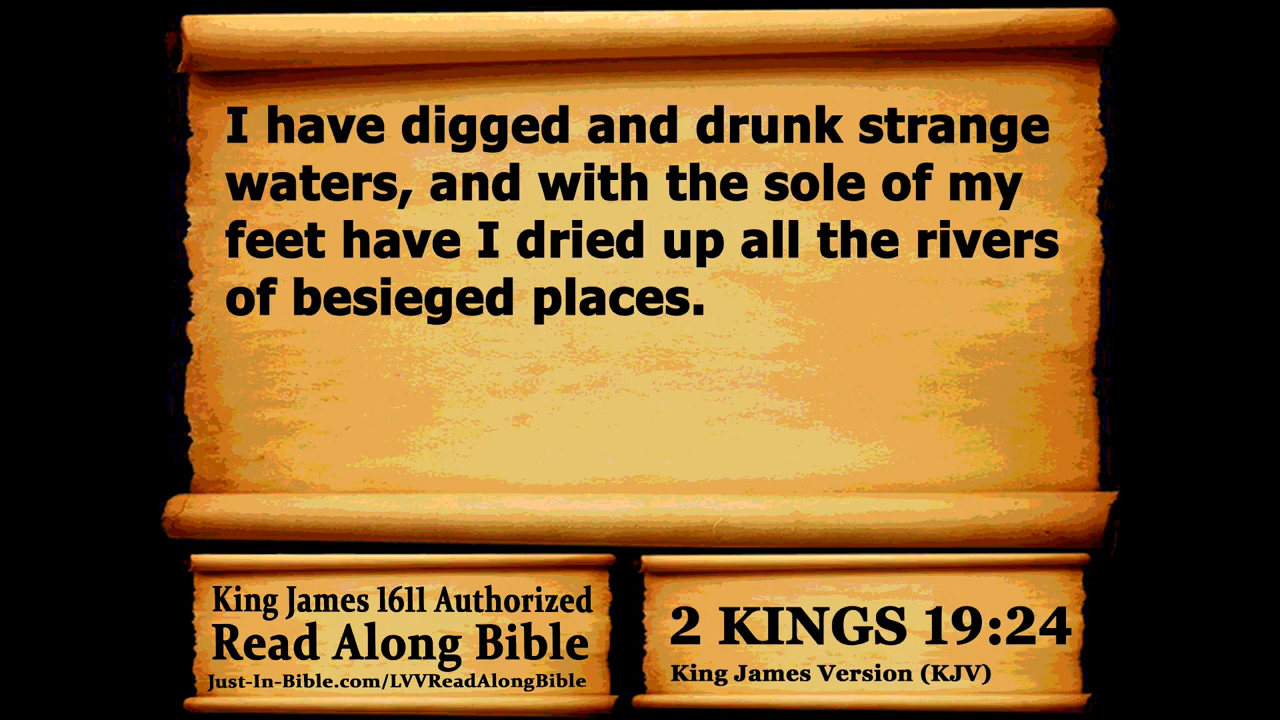 I have digged and drunk strange
waters, and with the sole of my
feet have I dried up all the rivers
of besieged places.
King James 1611 Authorized
Read Along Bible
Just-In-Bible.com/LVVReadAlongBible
2 KINGS 19:24
King James Version (KJV)